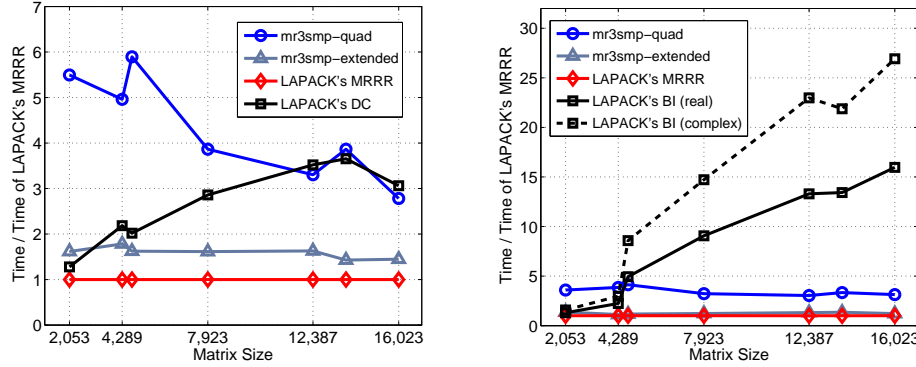 Time / Time of LAPACK's MRRR
7
6
5
4
3
2
1
0
mr3smp−quad
mr3smp−extended
LAPACK's MRRR
LAPACK's DC
2,053
4,289
7,923
12,387
16,023
Matrix Size
Time / Time of LAPACK's MRRR
30
25
20
15
10
5
0
mr3smp−quad
mr3smp−extended
LAPACK's MRRR
LAPACK's BI (real)
LAPACK's BI (complex)
2,053
4,289
7,923
12,387
16,023
Matrix Size